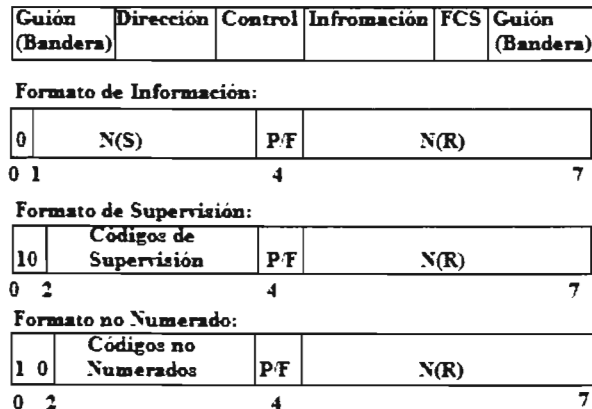 Guión Dirección Control Infromación FCS Guión
(Bandera) (Bandera)
Formato de Información:
0 N(S) P/F N(R)
0 1 4 7
Formato de Supervisión:
Códigos de
10 Supervisión P/F N(R)
0 2 4 7
Formato no Numerado:
Códigos no
1 0 Numerados P/F N(R)
0 2 4 7